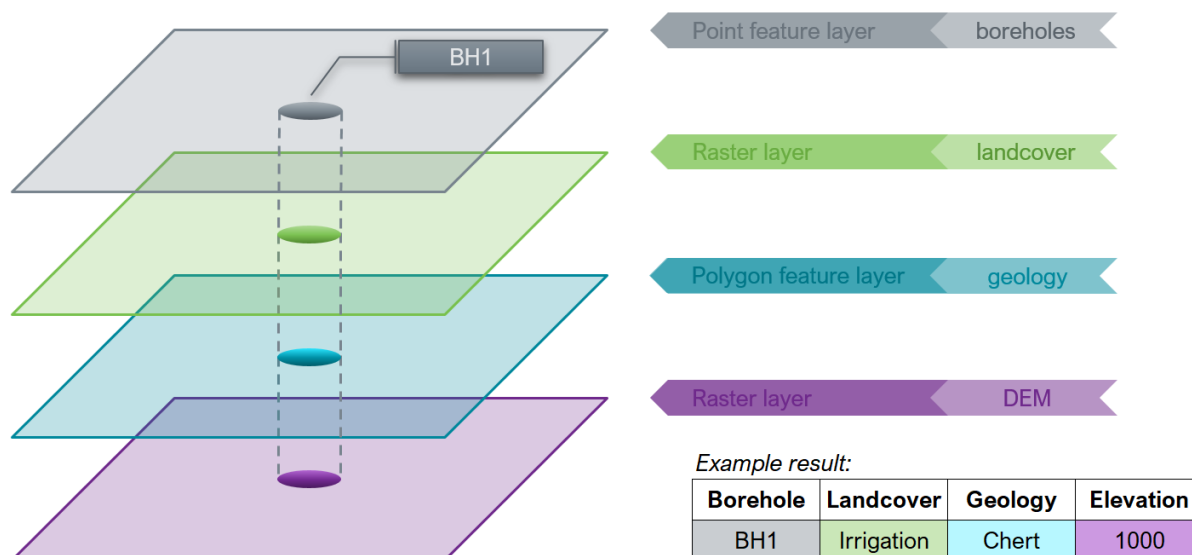 BH1
Point feature layer boreholes
Raster layer landcover
Polygon feature layer geology
Raster layer DEM
Example result:
Borehole Landcover Geology Elevation
BH1 Irrigation Chert 1000